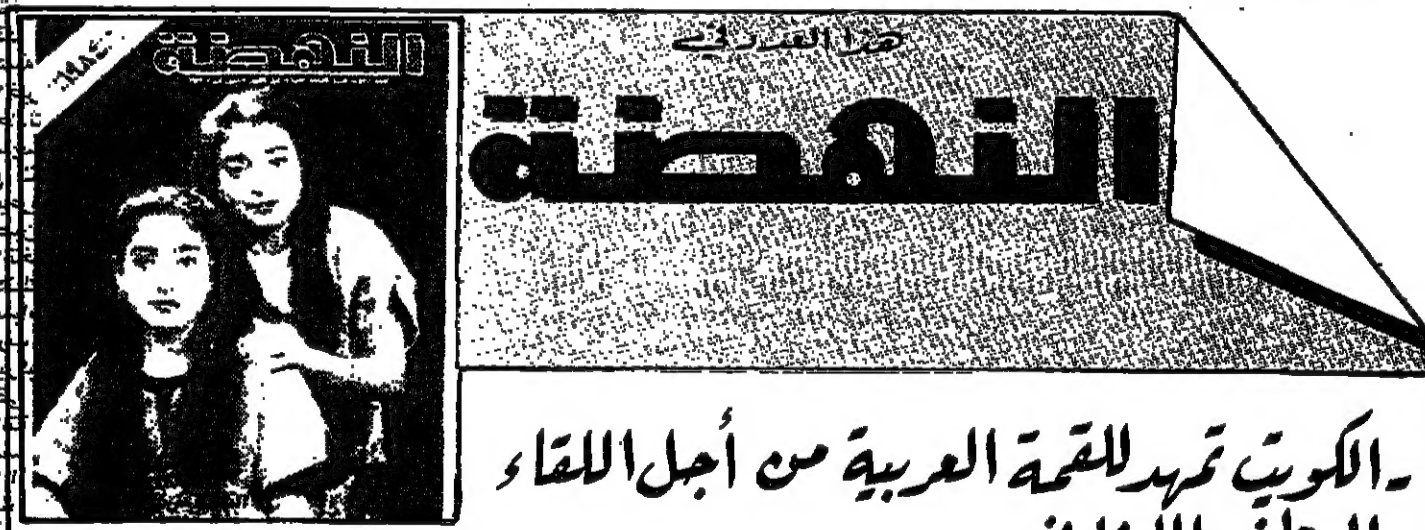 هذا العدد في
النهضة
النهضة
-الكويت تمهد للقمة العربية من أجل اللقاء